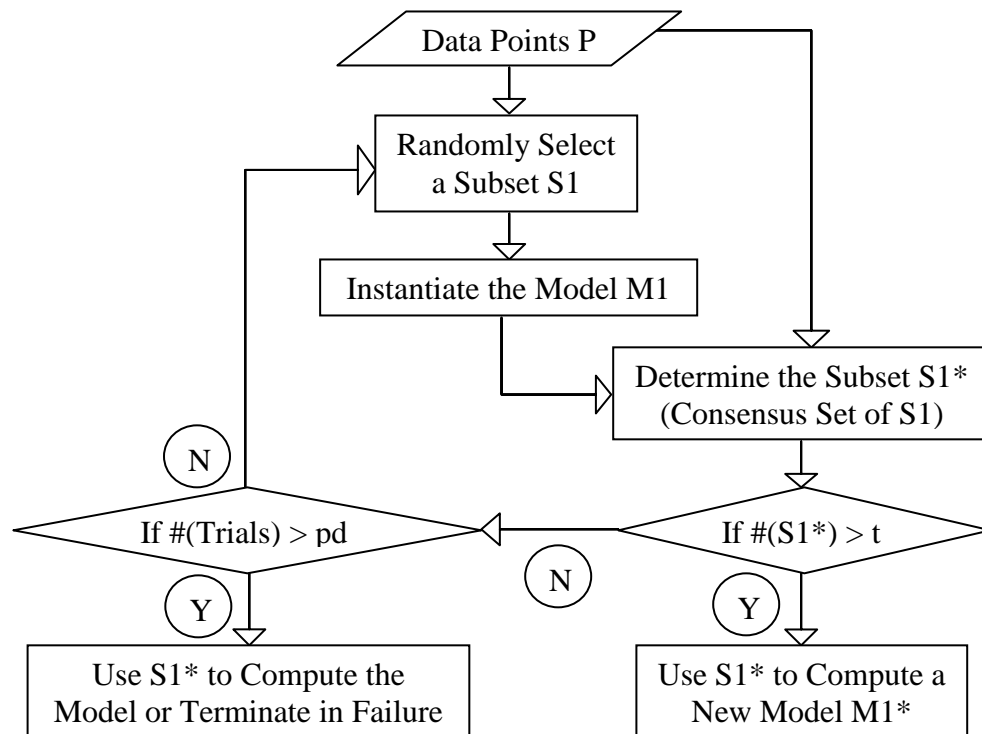 Data Points P
Randomly Select
a Subset S1
Instantiate the Model M1
Determine the Subset S1*
(Consensus Set of S1)
N
If #(Trials) > pd
If #(S1*) > t
N
Y
Y
Use S1* to Compute the
Model or Terminate in Failure
Use S1* to Compute a
New Model M1*